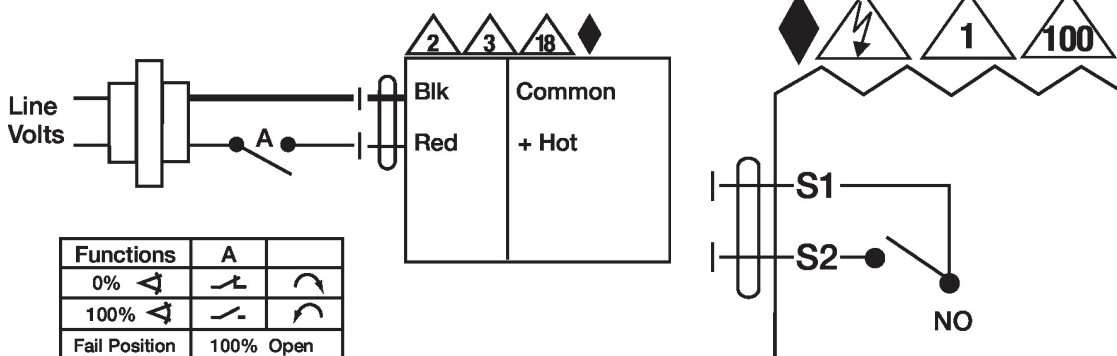 2 3 18
Line
Volts
A
Blk Common
Red + Hot
Functions A
0%
100%
Fail Position 100% Open
1 100
S1
S2
NO